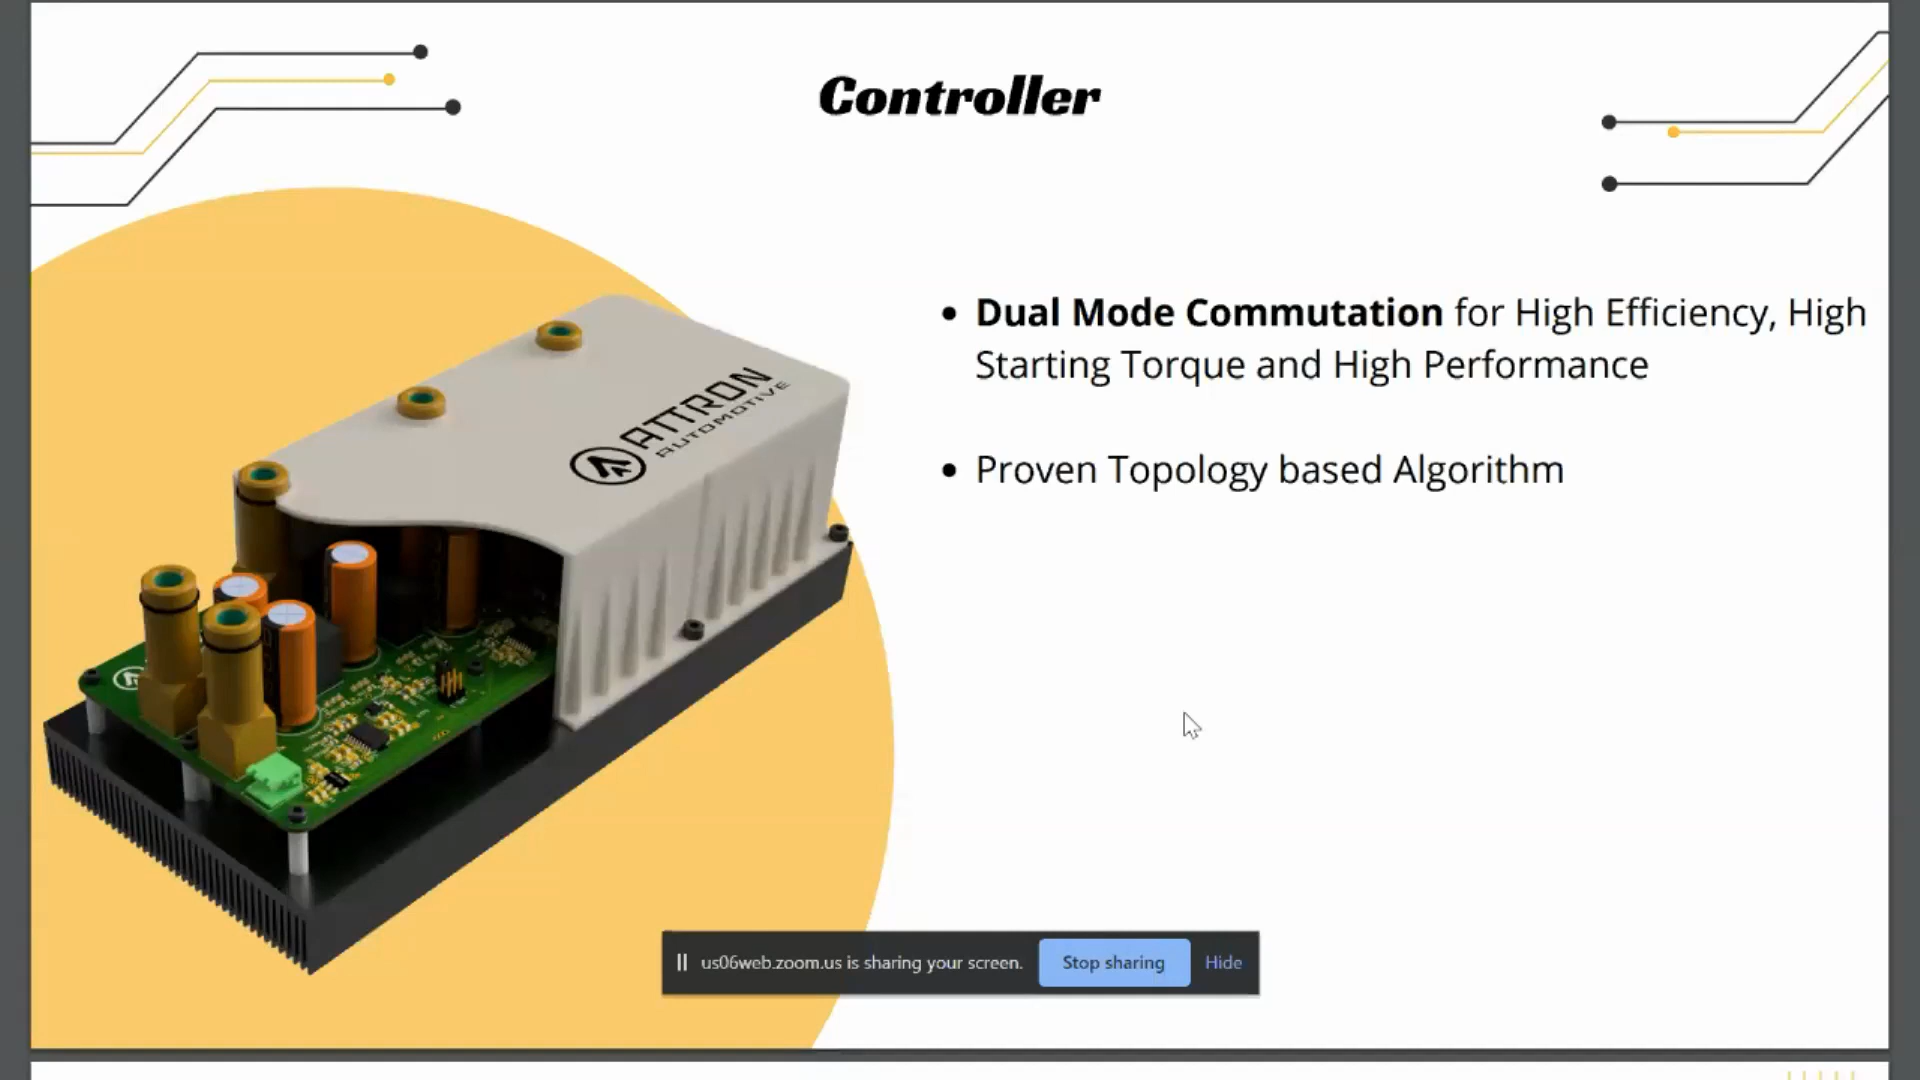 Controller
• Dual Mode Commutation for High Efficiency, High
Starting Torque and High Performance
• Proven Topology based Algorithm
ATTRON
AUTOMOTIVE
us06web.zoom.us is sharing your screen.
Stop sharing
Hide